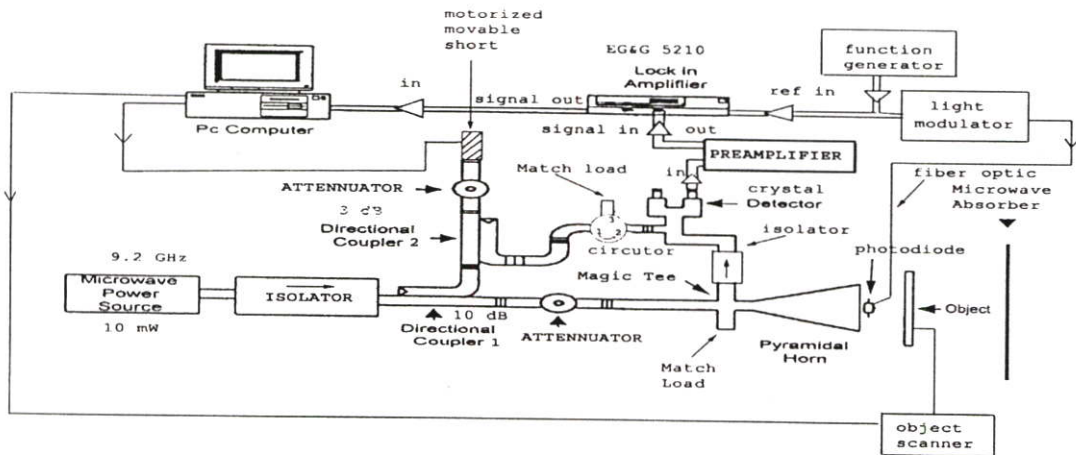 motorized
movable
short
EG&G 5210
Lock in
Amplifiier
function
generator
in
signal out
ref in
light
modulator
Pc Computer
signal in
out
PREAMPLIFIER
fiber optic
Microwave
Absorber
Match load
in
crystal
Detector
ATTENNUATOR
3 dB
Directional
Coupler 2
1
2
3
circutor
isolator
photodiode
9.2 GHz
Microwave
Power
Source
10 mW
ISOLATOR
Magic Tee
Object
10 dB
Directional
Coupler 1
ATTENNUATOR
Pyramidal
Horn
Match
Load
object
scanner